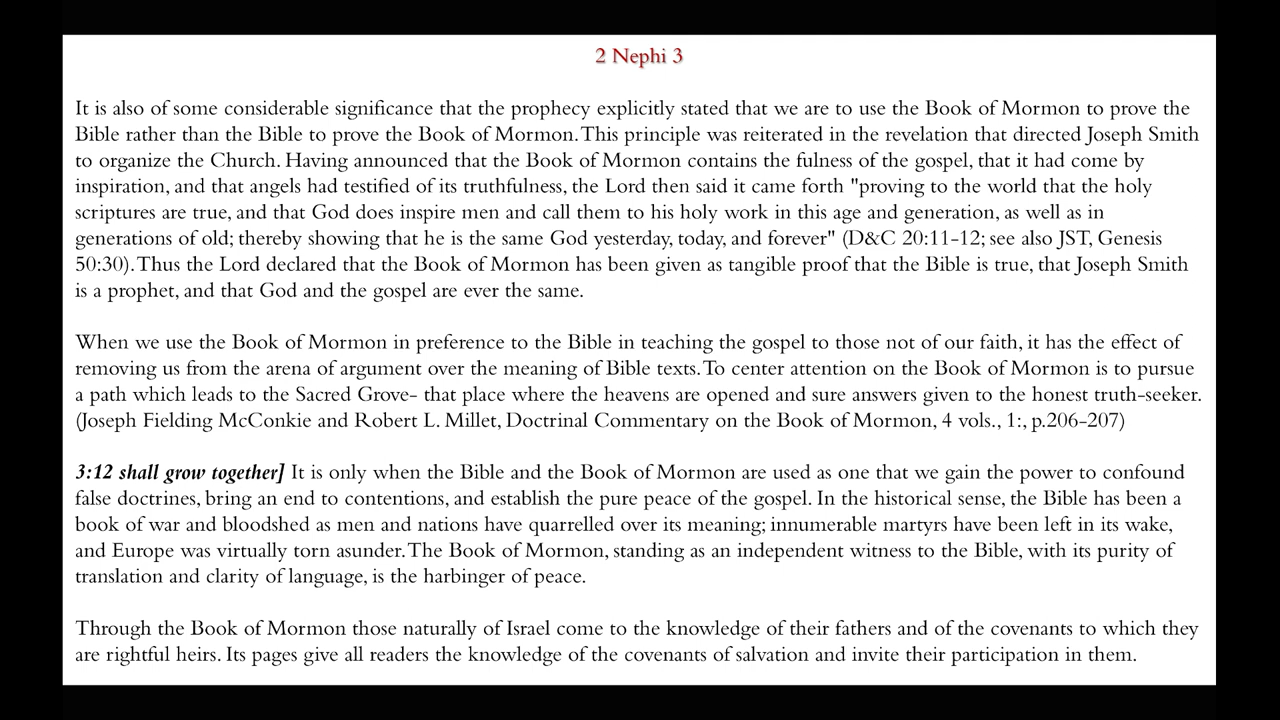 2 Nephi 3
It is also of some considerable significance that the prophecy explicitly stated that we are to use the Book of Mormon to prove the
Bible rather than the Bible to prove the Book of Mormon. This principle was reiterated in the revelation that directed Joseph Smith
to organize the Church. Having announced that the Book of Mormon contains the fulness of the gospel, that it had come by
inspiration, and that angels had testified of its truthfulness, the Lord then said it came forth "proving to the world that the holy
scriptures are true, and that God does inspire men and call them to his holy work in this age and generation, as well as in
generations of old; thereby showing that he is the same God yesterday, today, and forever" (D&C 20:11-12; see also JST, Genesis
50:30). Thus the Lord declared that the Book of Mormon has been given as tangible proof that the Bible is true, that Joseph Smith
is a prophet, and that God and the gospel are ever the same.
When we use the Book of Mormon in preference to the Bible in teaching the gospel to those not of our faith, it has the effect of
removing us from the arena of argument over the meaning of Bible texts. To center attention on the Book of Mormon is to pursue
a path which leads to the Sacred Grove- that place where the heavens are opened and sure answers given to the honest truth-seeker.
(Joseph Fielding McConkie and Robert L. Millet, Doctrinal Commentary on the Book of Mormon, 4 vols., 1:, p.206-207)
3:12 shall grow together] It is only when the Bible and the Book of Mormon are used as one that we gain the power to confound
false doctrines, bring an end to contentions, and establish the pure peace of the gospel. In the historical sense, the Bible has been a
book of war and bloodshed as men and nations have quarrelled over its meaning; innumerable martyrs have been left in its wake,
and Europe was virtually torn asunder. The Book of Mormon, standing as an independent witness to the Bible, with its purity of
translation and clarity of language, is the harbinger of peace.
Through the Book of Mormon those naturally of Israel come to the knowledge of their fathers and of the covenants to which they
are rightful heirs. Its pages give all readers the knowledge of the covenants of salvation and invite their participation in them.